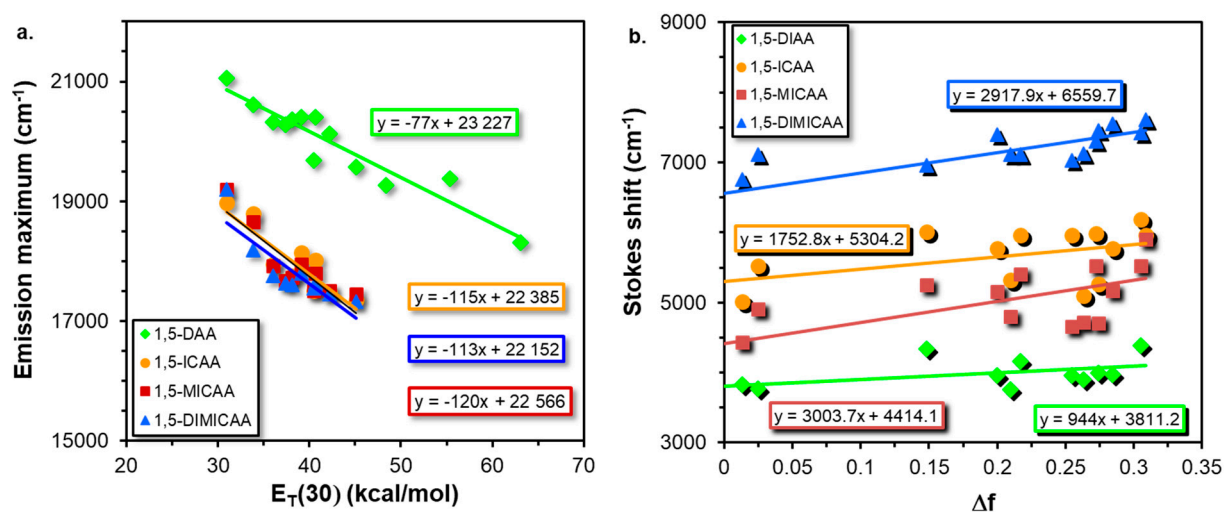 a.
Emission maximum (cm⁻¹)
21000
19000
17000
15000
y = -77x + 23 227
y = -115x + 22 385
y = -113x + 22 152
y = -120x + 22 566
1,5-DAA
1,5-ICAA
1,5-MICAA
1,5-DIMICAA
20
30
40
50
60
70
E_T(30) (kcal/mol)
b.
Stokes shift (cm⁻¹)
9000
7000
5000
3000
1,5-DIAA
1,5-ICAA
1,5-MICAA
1,5-DIMICAA
y = 2917.9x + 6559.7
y = 1752.8x + 5304.2
y = 3003.7x + 4414.1
y = 944x + 3811.2
0
0.05
0.1
0.15
0.2
0.25
0.3
0.35
Δf